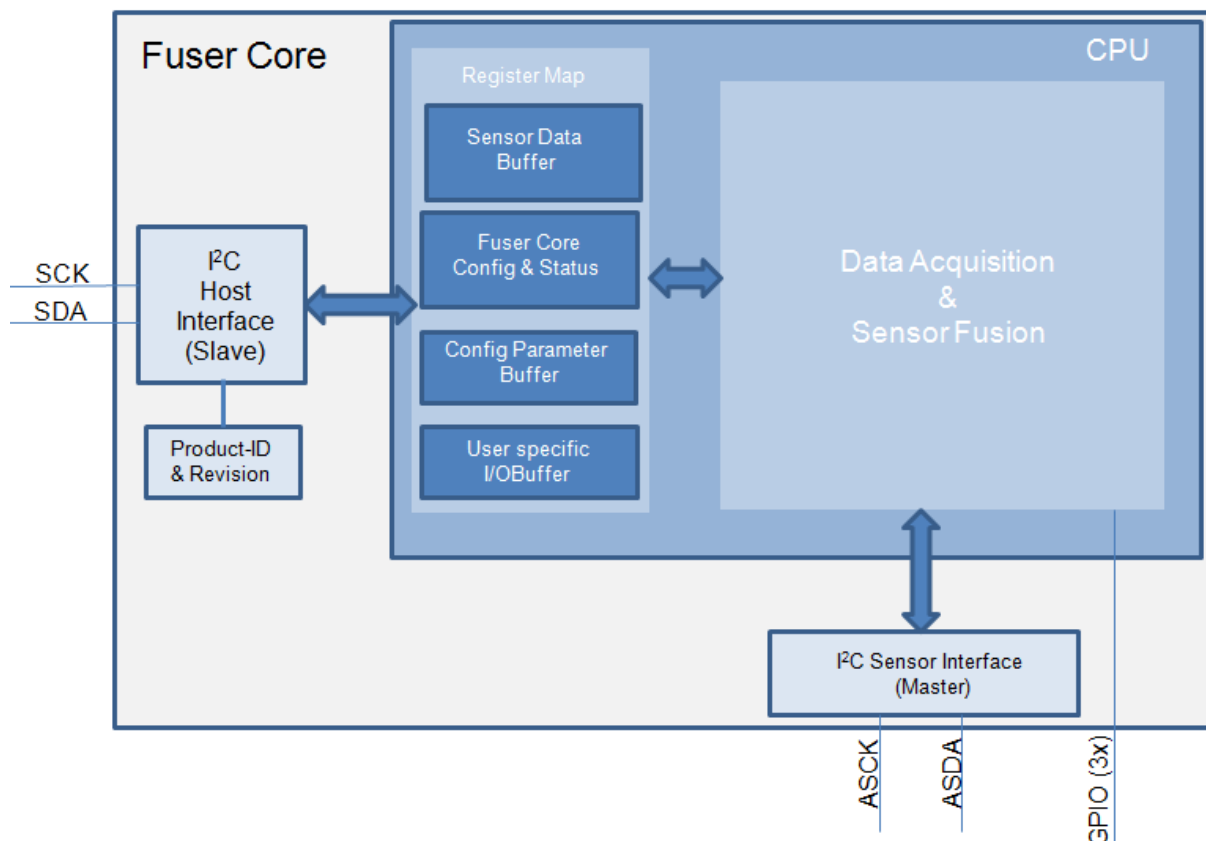 Fuser Core
CPU
Register Map
Sensor Data
Buffer
Fuser Core
Config & Status
Config Parameter
Buffer
User specific
I/OBuffer
Data Acquisition
&
Sensor Fusion
SCK
SDA
I²C
Host
Interface
(Slave)
Product-ID
& Revision
I²C Sensor Interface
(Master)
ASCK
ASDA
GPIO (3x)